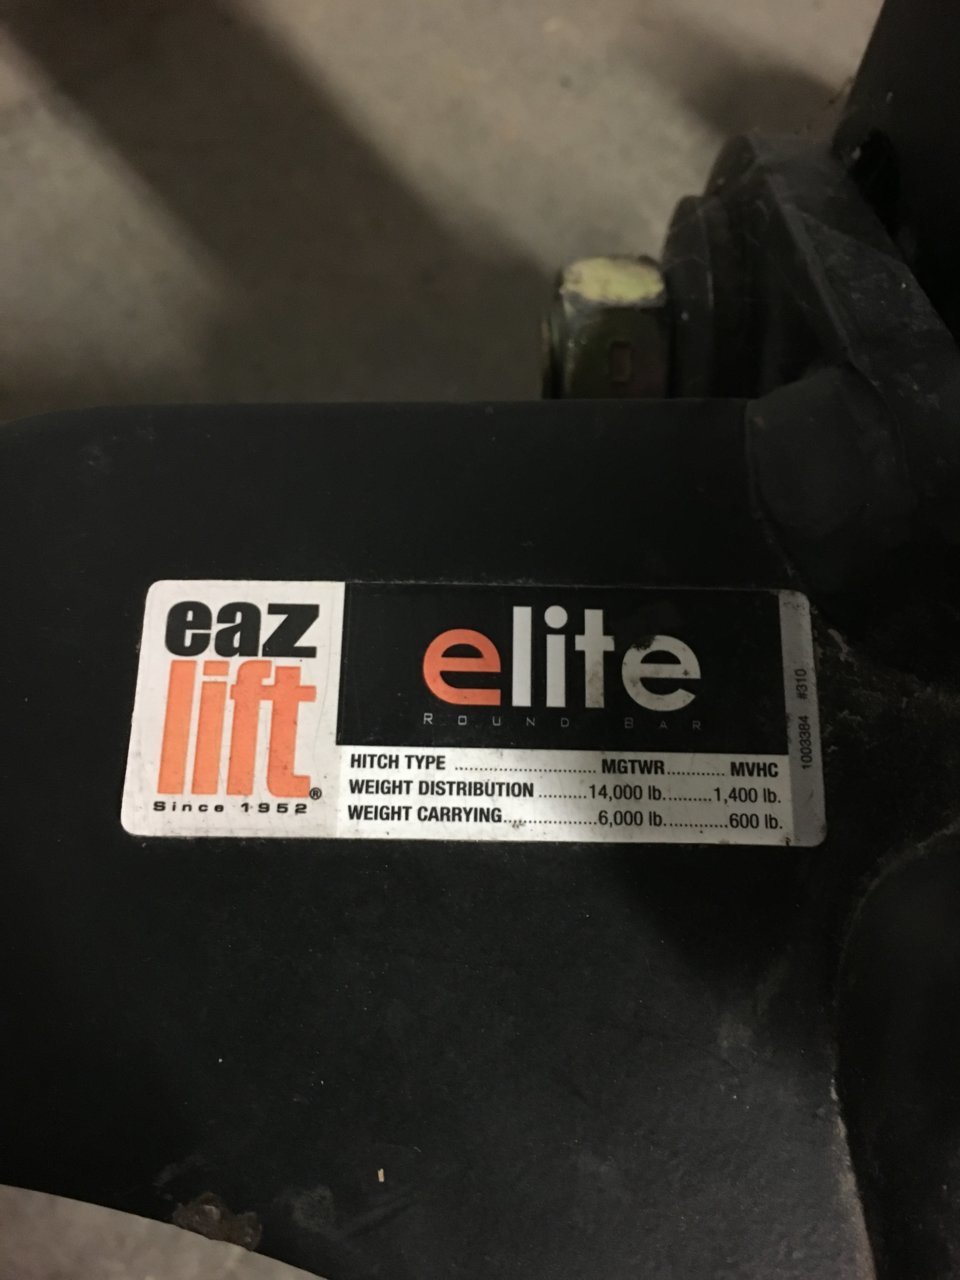 eaz
lift®
Since 1952
elite
ROUND BAR
HITCH TYPE .............................. MGTWR............ MVHC
WEIGHT DISTRIBUTION ..........14,000 lb..........1,400 lb.
WEIGHT CARRYING....................6,000 lb.............600 lb.
1003384 #310